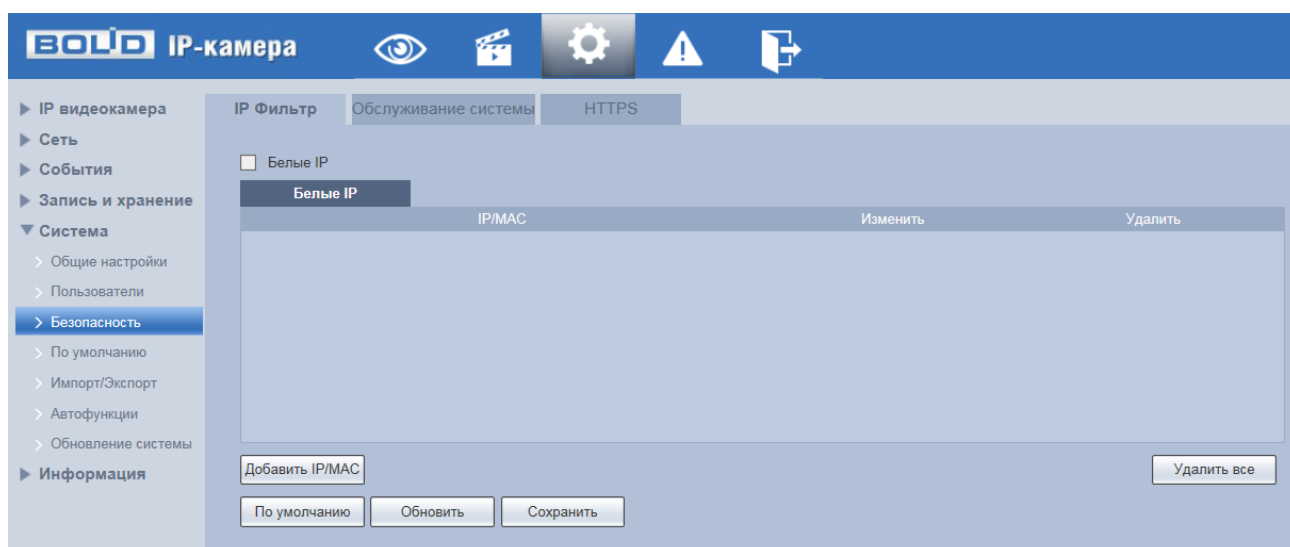 BOLID IP-камера
IP видеокамера
Сеть
События
Запись и хранение
Система
Общие настройки
Пользователи
Безопасность
По умолчанию
Импорт/Экспорт
Автофункции
Обновление системы
Информация
IP Фильтр Обслуживание системы HTTPS
Белые IP
Белые IP
IP/MAC Изменить Удалить
Добавить IP/MAC Удалить все
По умолчанию Обновить Сохранить